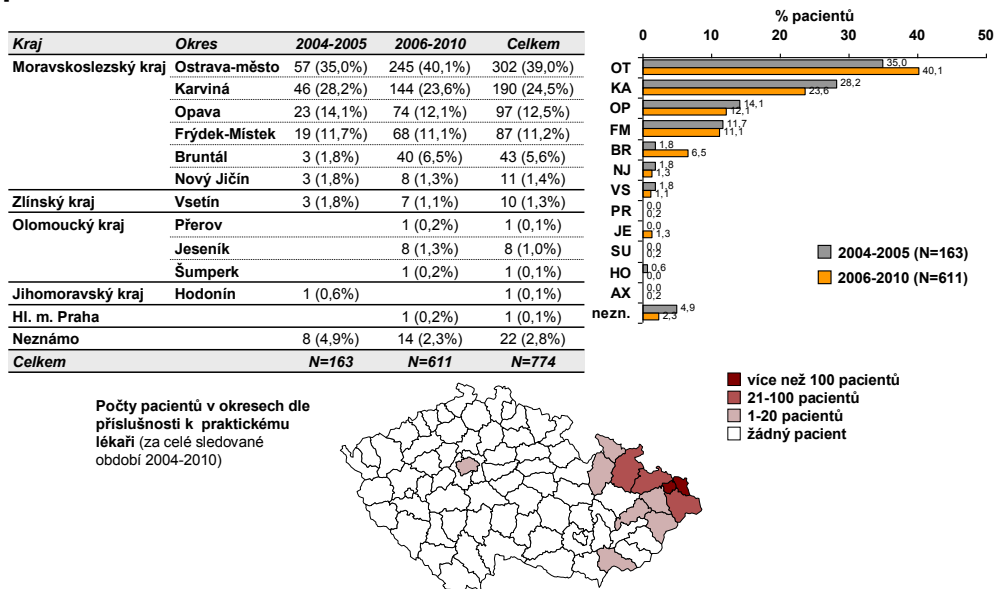 Kraj Okres 2004-2005 2006-2010 Celkem
Moravskoslezský kraj Ostrava-město 57 (35,0%) 245 (40,1%) 302 (39,0%)
Karviná 46 (28,2%) 144 (23,6%) 190 (24,5%)
Opava 23 (14,1%) 74 (12,1%) 97 (12,5%)
Frýdek-Místek 19 (11,7%) 68 (11,1%) 87 (11,2%)
Bruntál 3 (1,8%) 40 (6,5%) 43 (5,6%)
Nový Jičín 3 (1,8%) 8 (1,3%) 11 (1,4%)
Zlínský kraj Vsetín 3 (1,8%) 7 (1,1%) 10 (1,3%)
Olomoucký kraj Přerov 1 (0,2%) 1 (0,1%)
Jeseník 8 (1,3%) 8 (1,0%)
Šumperk 1 (0,2%) 1 (0,1%)
Jihomoravský kraj Hodonín 1 (0,6%) 1 (0,1%)
Hl. m. Praha 1 (0,2%) 1 (0,1%)
Neznámo 8 (4,9%) 14 (2,3%) 22 (2,8%)
Celkem N=163 N=611 N=774
% pacientů
0 10 20 30 40 50
OT 35,0
40,1
KA 28,2
23,6
OP 14,1
12,1
FM 11,7
11,1
BR 1,8
6,5
NJ 1,8
1,3
VS 1,8
1,1
PR 0,0
0,2
JE 0,0
1,3
SU 0,0
0,2
HO 0,6
0,0
AX 0,0
0,2
nezn. 4,9
2,3
2004-2005 (N=163)
2006-2010 (N=611)
Počty pacientů v okresech dle
příslušnosti k praktickému
lékaři (za celé sledované
období 2004-2010)
více než 100 pacientů
21-100 pacientů
1-20 pacientů
žádný pacient